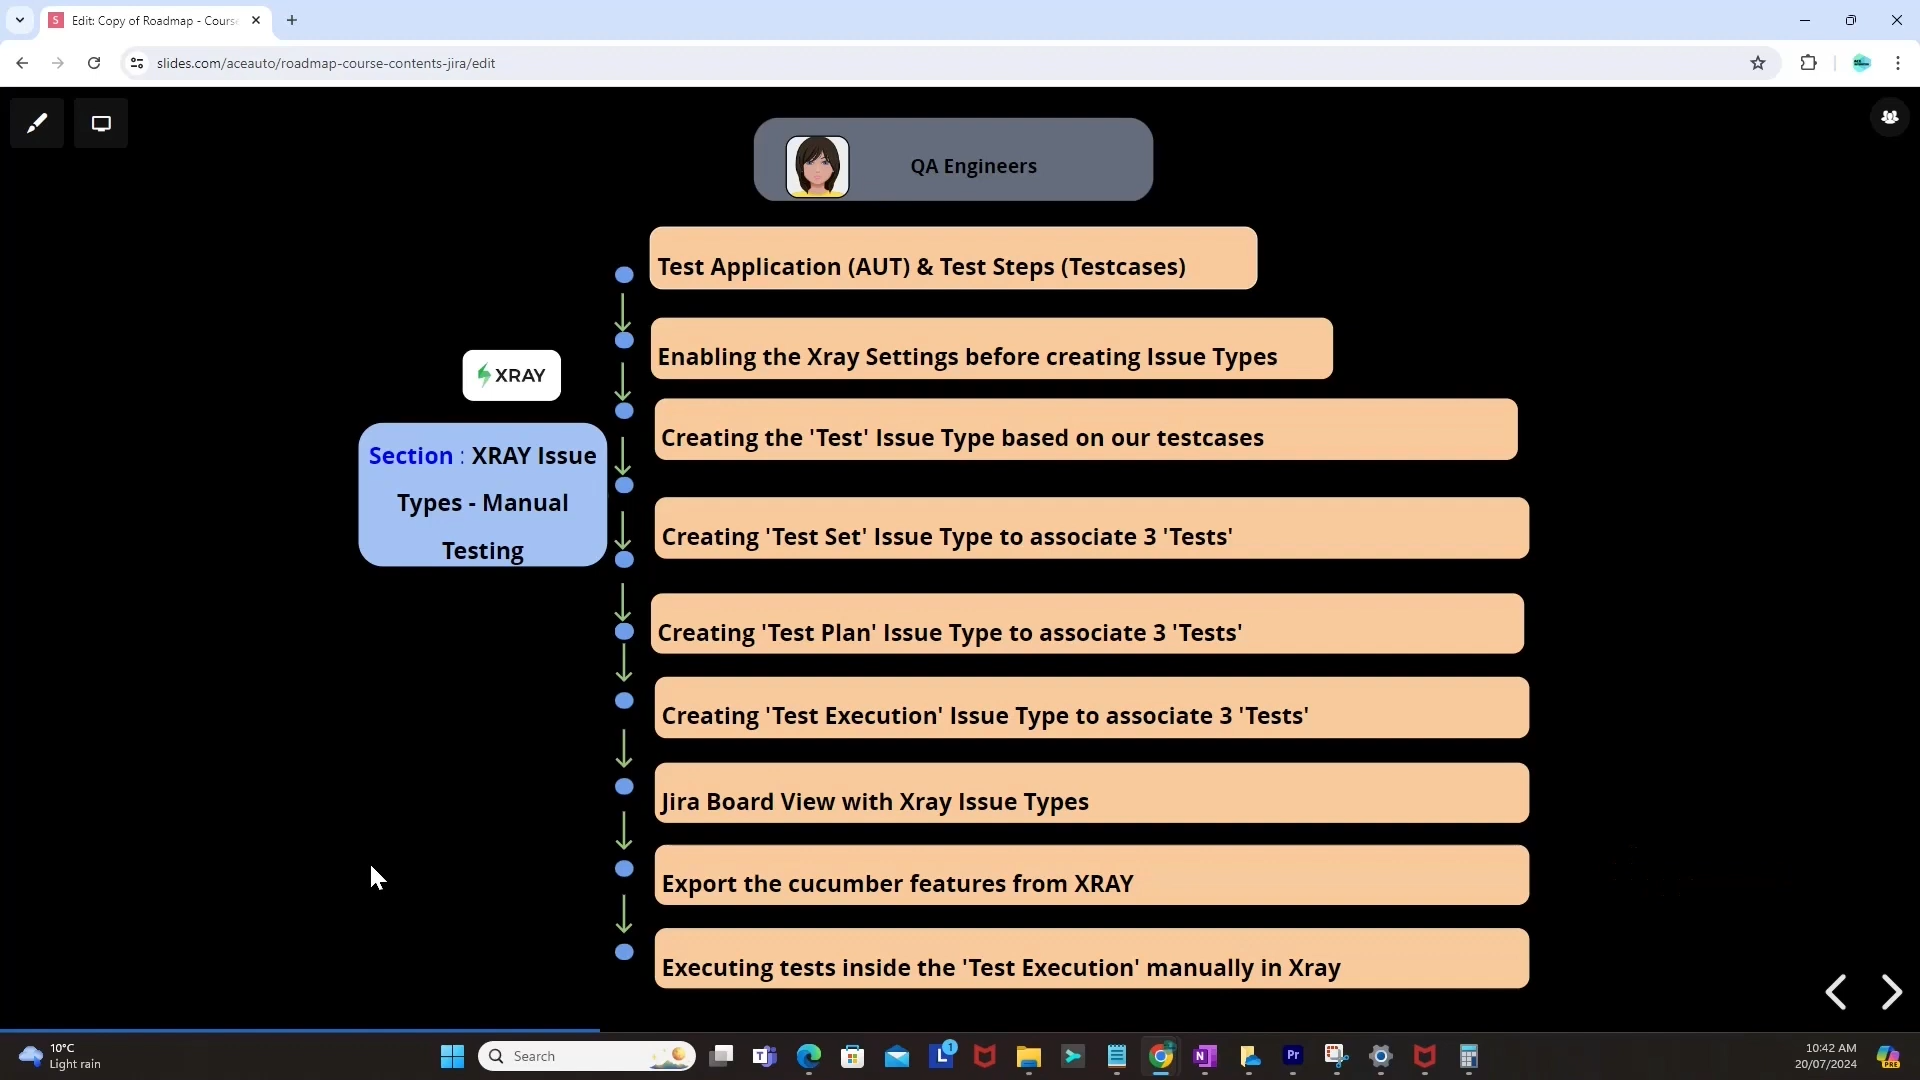 Edit: Copy of Roadmap - Course
slides.com/aceauto/roadmap-course-contents-jira/edit
QA Engineers
Test Application (AUT) & Test Steps (Testcases)
Enabling the Xray Settings before creating Issue Types
XRAY
Creating the 'Test' Issue Type based on our testcases
Section : XRAY Issue
Types - Manual
Testing
Creating 'Test Set' Issue Type to associate 3 'Tests'
Creating 'Test Plan' Issue Type to associate 3 'Tests'
Creating 'Test Execution' Issue Type to associate 3 'Tests'
Jira Board View with Xray Issue Types
Export the cucumber features from XRAY
Executing tests inside the 'Test Execution' manually in Xray
10°C
Light rain
Search
1
10:42 AM
20/07/2024